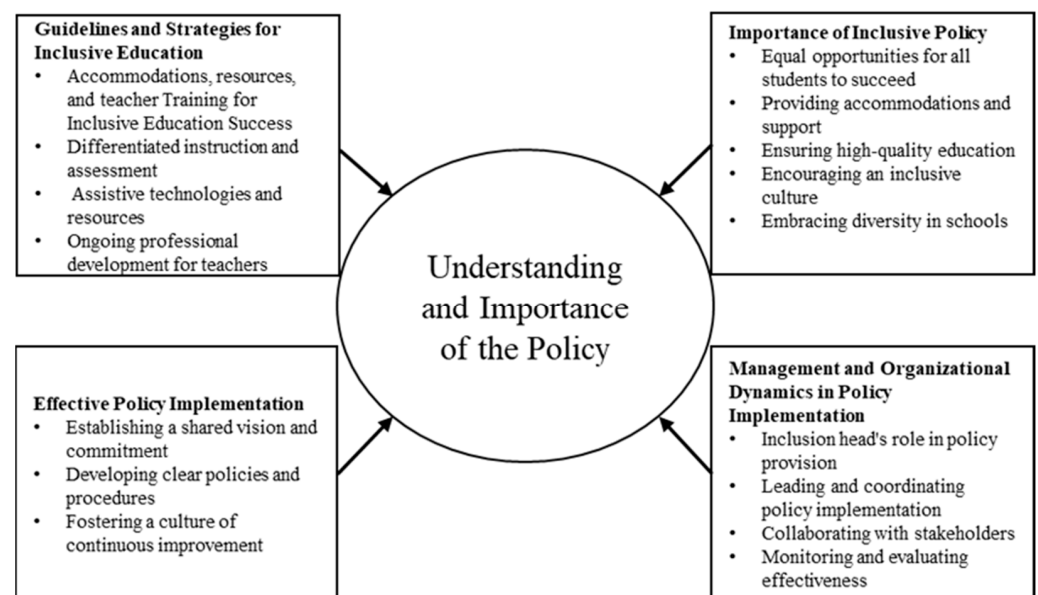 Guidelines and Strategies for
Inclusive Education
• Accommodations, resources,
and teacher Training for
Inclusive Education Success
• Differentiated instruction and
assessment
• Assistive technologies and
resources
• Ongoing professional
development for teachers
Importance of Inclusive Policy
• Equal opportunities for all
students to succeed
• Providing accommodations and
support
• Ensuring high-quality education
• Encouraging an inclusive
culture
• Embracing diversity in schools
Understanding
and Importance
of the Policy
Effective Policy Implementation
• Establishing a shared vision and
commitment
• Developing clear policies and
procedures
• Fostering a culture of
continuous improvement
Management and Organizational
Dynamics in Policy
Implementation
• Inclusion head's role in policy
provision
• Leading and coordinating
policy implementation
• Collaborating with stakeholders
• Monitoring and evaluating
effectiveness